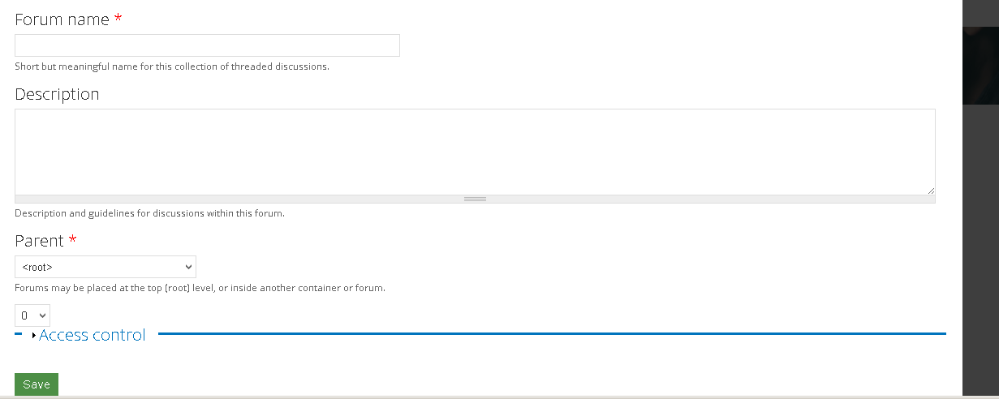 Forum name *
Short but meaningful name for this collection of threaded discussions.
Description
Description and guidelines for discussions within this forum.
Parent *
<root>
Forums may be placed at the top (root) level, or inside another container or forum.
0
Access control
Save